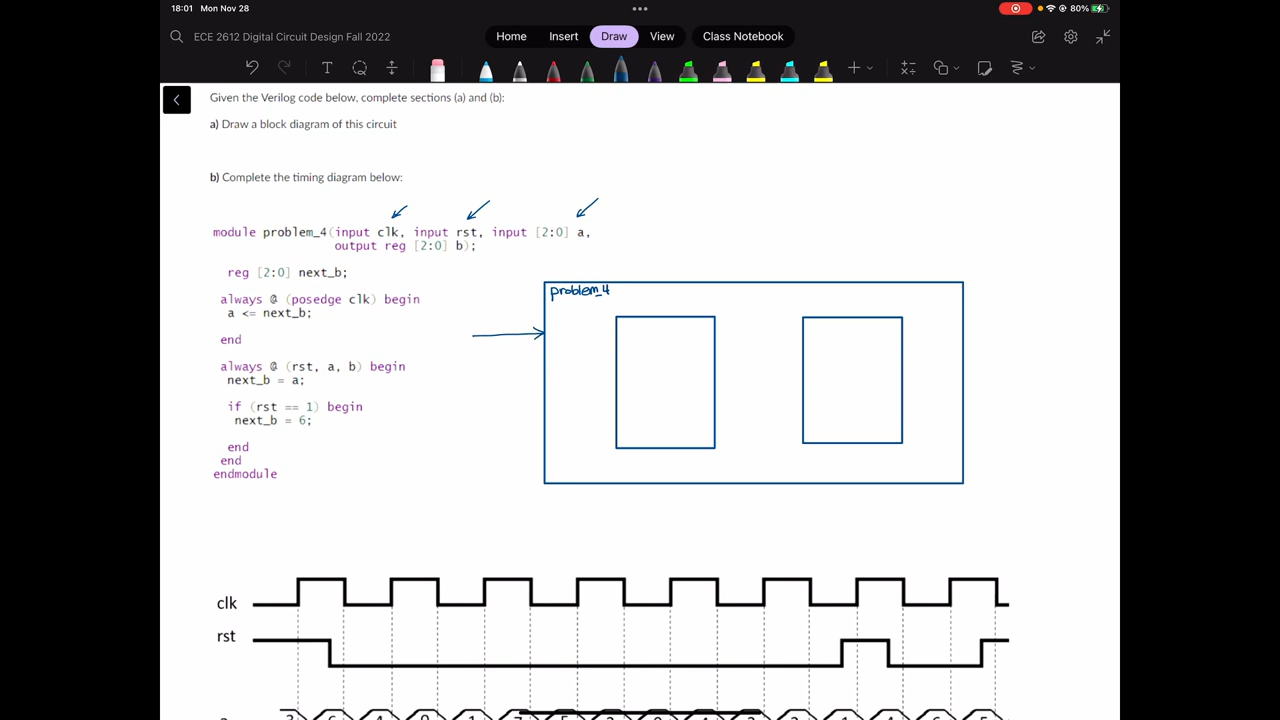 18:01 Mon Nov 28
80%
ECE 2612 Digital Circuit Design Fall 2022
Home Insert Draw View Class Notebook
Given the Verilog code below, complete sections (a) and (b):
a) Draw a block diagram of this circuit
b) Complete the timing diagram below:
module problem_4(input clk, input rst, input [2:0] a,
output reg [2:0] b);
reg [2:0] next_b;
always @ (posedge clk) begin
a <= next_b;
end
always @ (rst, a, b) begin
next_b = a;
if (rst == 1) begin
next_b = 6;
end
end
endmodule
problem_4
clk
rst